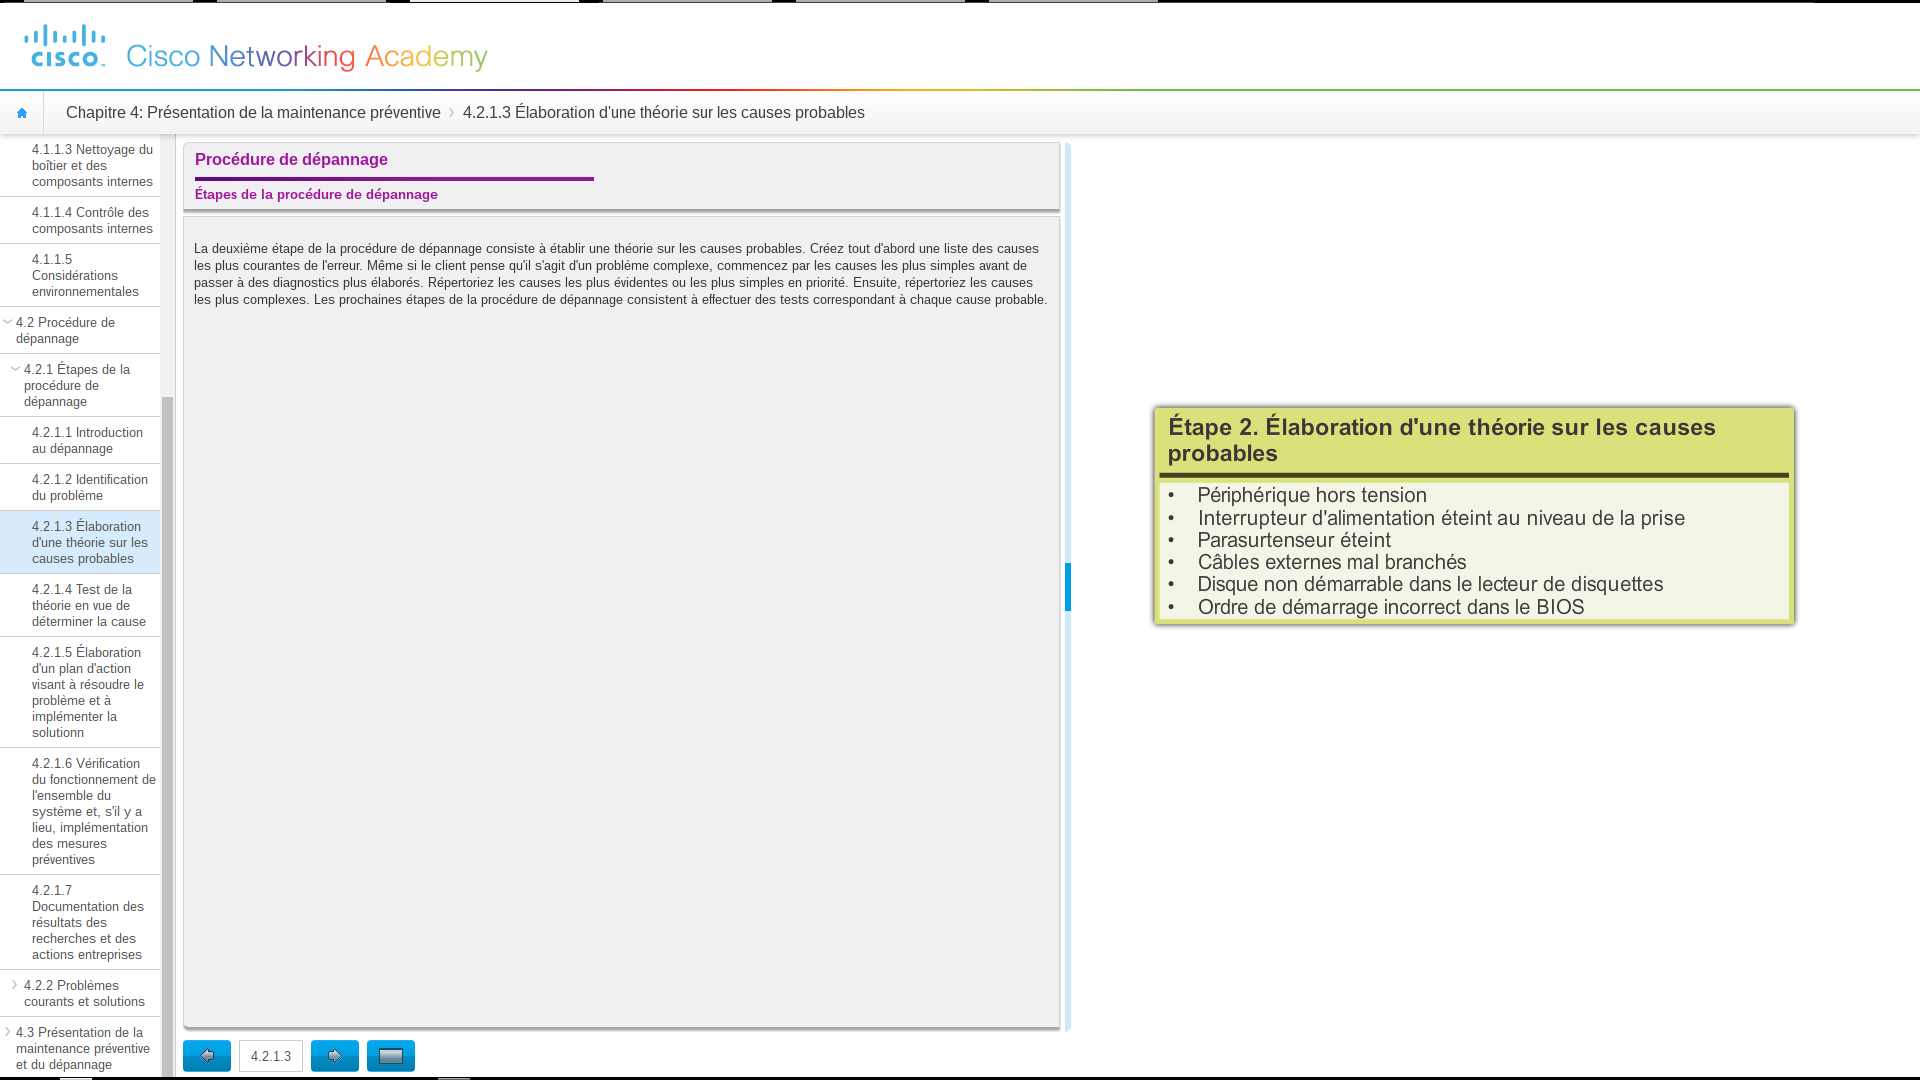 cisco
Cisco Networking Academy
Chapitre 4: Présentation de la maintenance préventive
4.2.1.3 Élaboration d'une théorie sur les causes probables
4.1.1.3 Nettoyage du
boîtier et des
composants internes
4.1.1.4 Contrôle des
composants internes
4.1.1.5
Considérations
environnementales
4.2 Procédure de
dépannage
4.2.1 Étapes de la
procédure de
dépannage
4.2.1.1 Introduction
au dépannage
4.2.1.2 Identification
du problème
4.2.1.3 Élaboration
d'une théorie sur les
causes probables
4.2.1.4 Test de la
théorie en vue de
déterminer la cause
4.2.1.5 Élaboration
d'un plan d'action
visant à résoudre le
problème et à
implémenter la
solutionn
4.2.1.6 Vérification
du fonctionnement de
l'ensemble du
système et, s'il y a
lieu, implémentation
des mesures
préventives
4.2.1.7
Documentation des
résultats des
recherches et des
actions entreprises
4.2.2 Problèmes
courants et solutions
4.3 Présentation de la
maintenance préventive
et du dépannage
Procédure de dépannage
Étapes de la procédure de dépannage
La deuxième étape de la procédure de dépannage consiste à établir une théorie sur les causes probables. Créez tout d'abord une liste des causes
les plus courantes de l'erreur. Même si le client pense qu'il s'agit d'un problème complexe, commencez par les causes les plus simples avant de
passer à des diagnostics plus élaborés. Répertoriez les causes les plus évidentes ou les plus simples en priorité. Ensuite, répertoriez les causes
les plus complexes. Les prochaines étapes de la procédure de dépannage consistent à effectuer des tests correspondant à chaque cause probable.
Étape 2. Élaboration d'une théorie sur les causes
probables
• Périphérique hors tension
• Interrupteur d'alimentation éteint au niveau de la prise
• Parasurtenseur éteint
• Câbles externes mal branchés
• Disque non démarrable dans le lecteur de disquettes
• Ordre de démarrage incorrect dans le BIOS
4.2.1.3